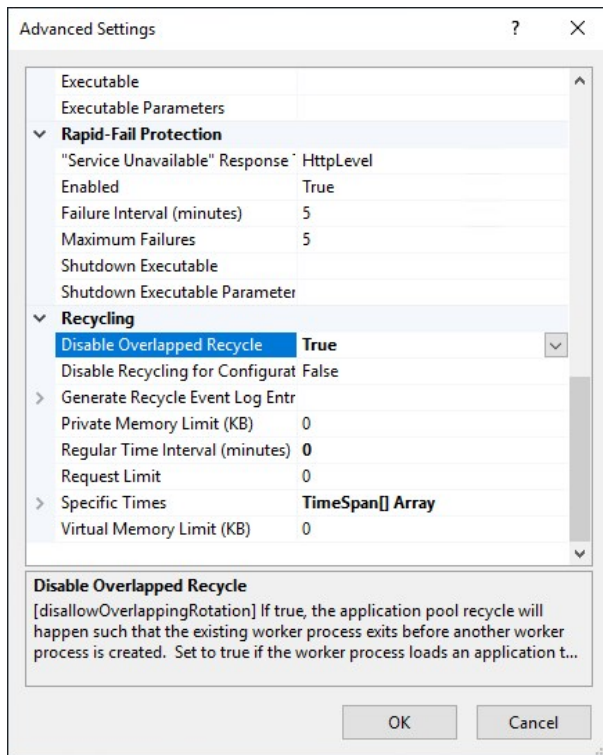 Advanced Settings ?
Executable
Executable Parameters
Rapid-Fail Protection
"Service Unavailable" Response T HttpLevel
Enabled True
Failure Interval (minutes) 5
Maximum Failures 5
Shutdown Executable
Shutdown Executable Parameter
Recycling
Disable Overlapped Recycle True
Disable Recycling for Configurat False
Generate Recycle Event Log Entr
Private Memory Limit (KB) 0
Regular Time Interval (minutes) 0
Request Limit 0
Specific Times TimeSpan[] Array
Virtual Memory Limit (KB) 0
Disable Overlapped Recycle
[disallowOverlappingRotation] If true, the application pool recycle will
happen such that the existing worker process exits before another worker
process is created. Set to true if the worker process loads an application t...
OK Cancel